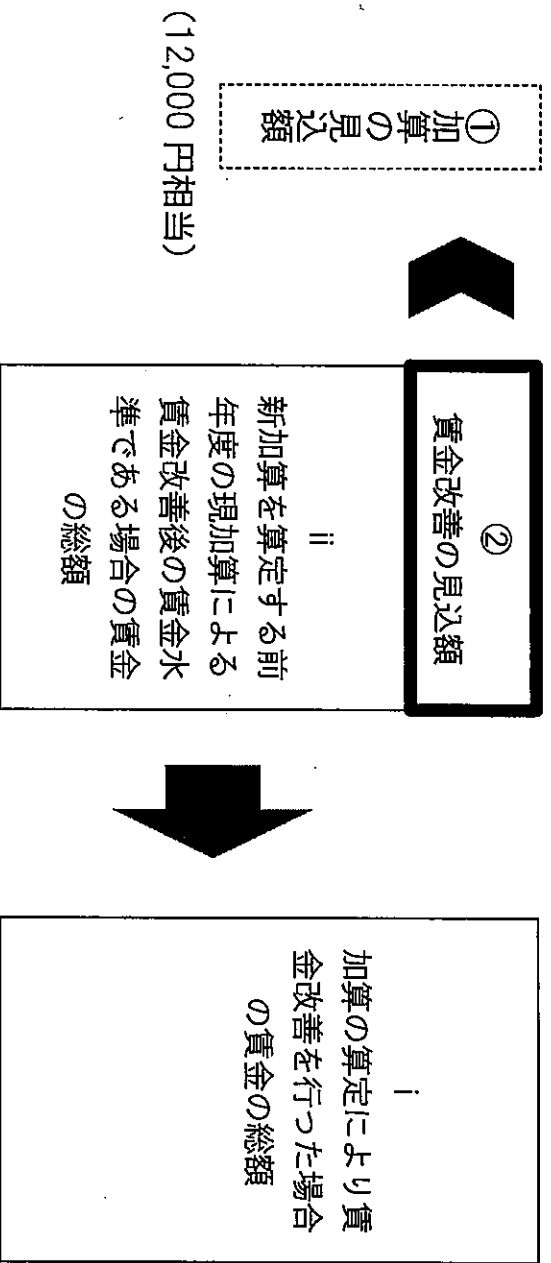 ①
加算の見込額
(12,000 円相当)
②
賃金改善の見込額
ii
新加算を算定する前
年度の現加算による
賃金改善後の賃金水
準である場合の賃金
の総額
i
加算の算定により賃
金改善を行った場合
の賃金の総額